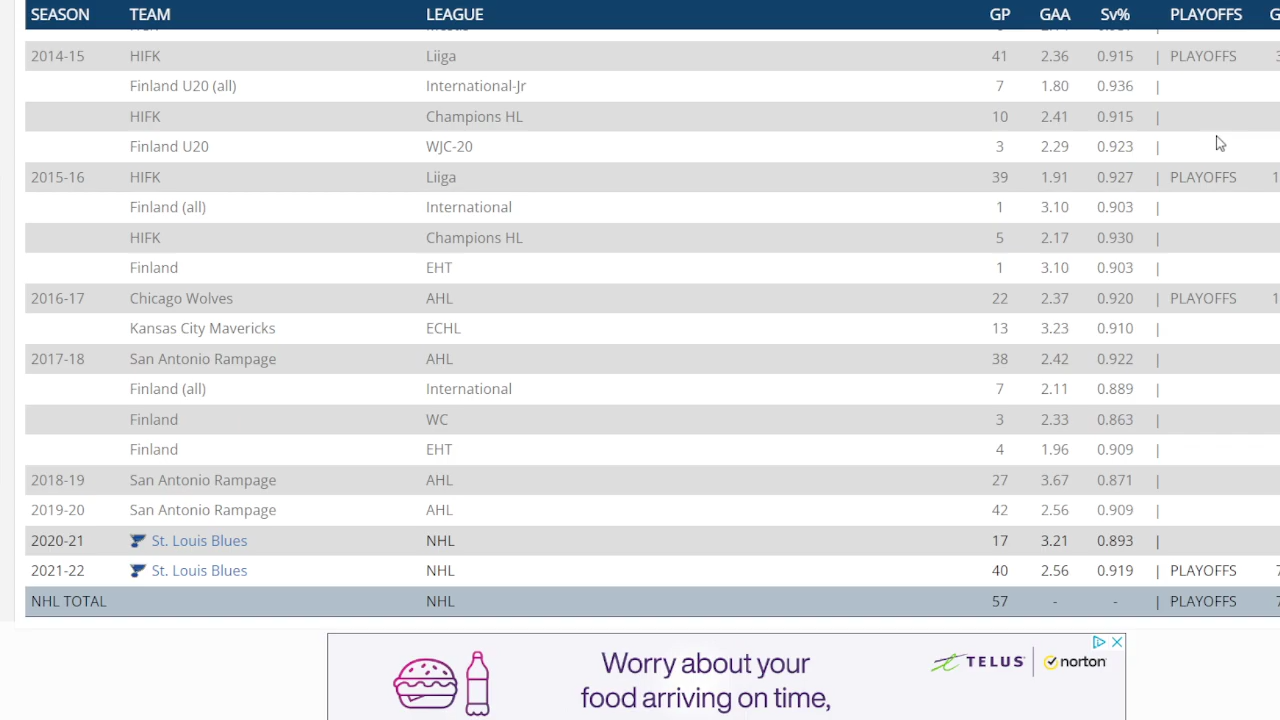 SEASON TEAM LEAGUE GP GAA Sv% PLAYOFFS G
2014-15 HIFK Liiga 41 2.36 0.915 | PLAYOFFS 3
Finland U20 (all) International-Jr 7 1.80 0.936 |
HIFK Champions HL 10 2.41 0.915 |
Finland U20 WJC-20 3 2.29 0.923 |
2015-16 HIFK Liiga 39 1.91 0.927 | PLAYOFFS 1
Finland (all) International 1 3.10 0.903 |
HIFK Champions HL 5 2.17 0.930 |
Finland EHT 1 3.10 0.903 |
2016-17 Chicago Wolves AHL 22 2.37 0.920 | PLAYOFFS 1
Kansas City Mavericks ECHL 13 3.23 0.910 |
2017-18 San Antonio Rampage AHL 38 2.42 0.922 |
Finland (all) International 7 2.11 0.889 |
Finland WC 3 2.33 0.863 |
Finland EHT 4 1.96 0.909 |
2018-19 San Antonio Rampage AHL 27 3.67 0.871 |
2019-20 San Antonio Rampage AHL 42 2.56 0.909 |
2020-21 St. Louis Blues NHL 17 3.21 0.893 |
2021-22 St. Louis Blues NHL 40 2.56 0.919 | PLAYOFFS 7
NHL TOTAL NHL 57 - - | PLAYOFFS 7
Worry about your
food arriving on time,
TELUS norton